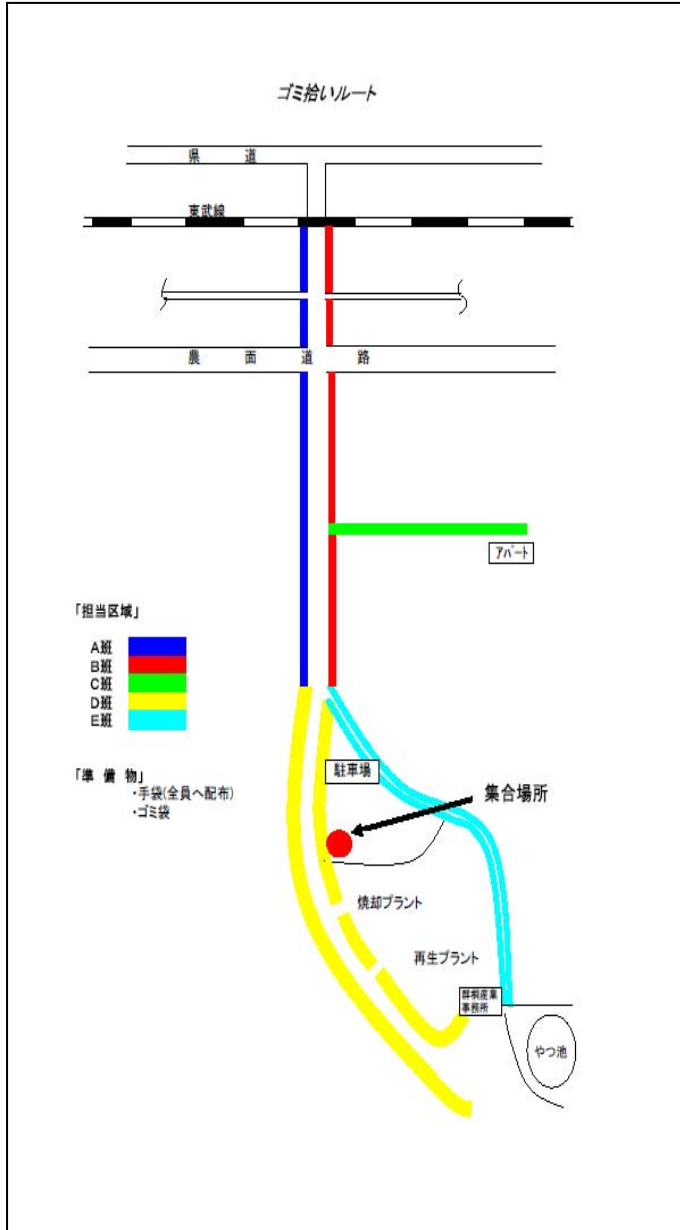 ゴミ拾いルート
県 道
東武線
農 面 道 路
アパート
「担当区域」
A班
B班
C班
D班
E班
「準 備 物」
・手袋(全員へ配布)
・ゴミ袋
駐車場
集合場所
焼却プラント
再生プラント
群桐産業
事務所
やつ池